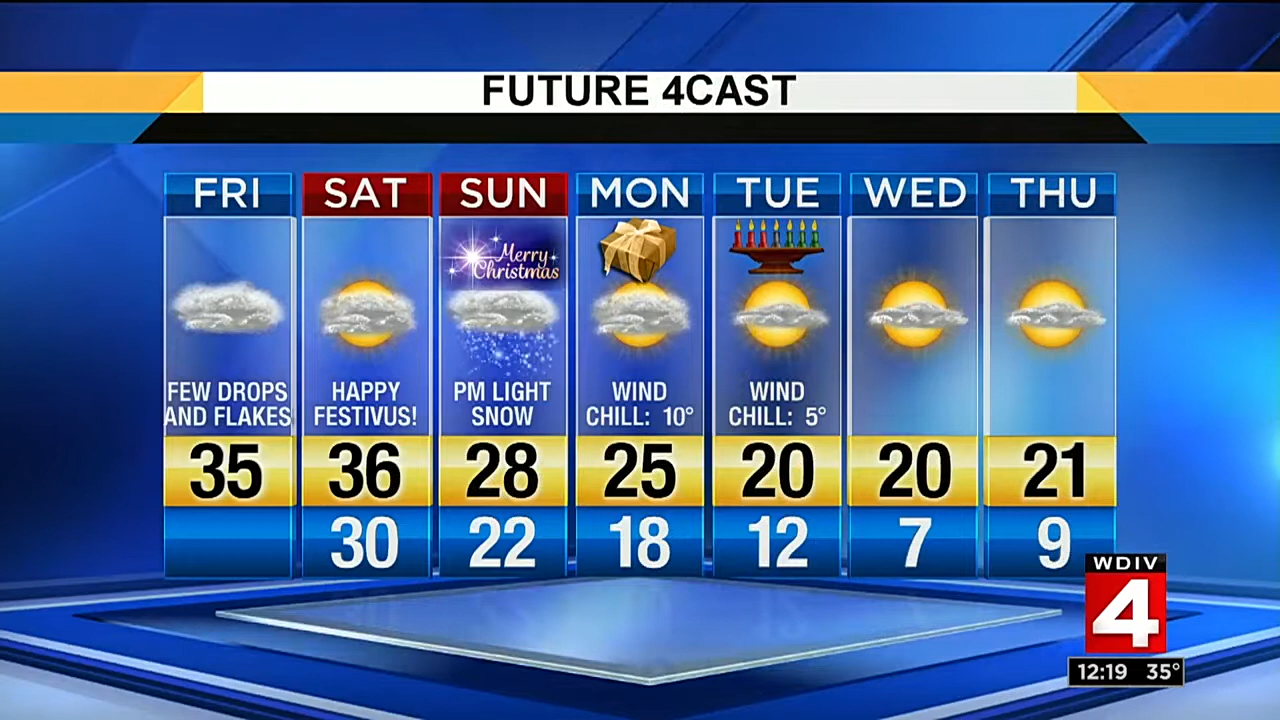 FUTURE 4CAST
FRI SAT SUN MON TUE WED THU
Merry
Christmas
FEW DROPS
AND FLAKES
HAPPY
FESTIVUS!
PM LIGHT
SNOW
WIND
CHILL: 10°
WIND
CHILL: 5°
35 36 28 25 20 20 21
30 22 18 12 7 9
WDIV
4
12:19 35°